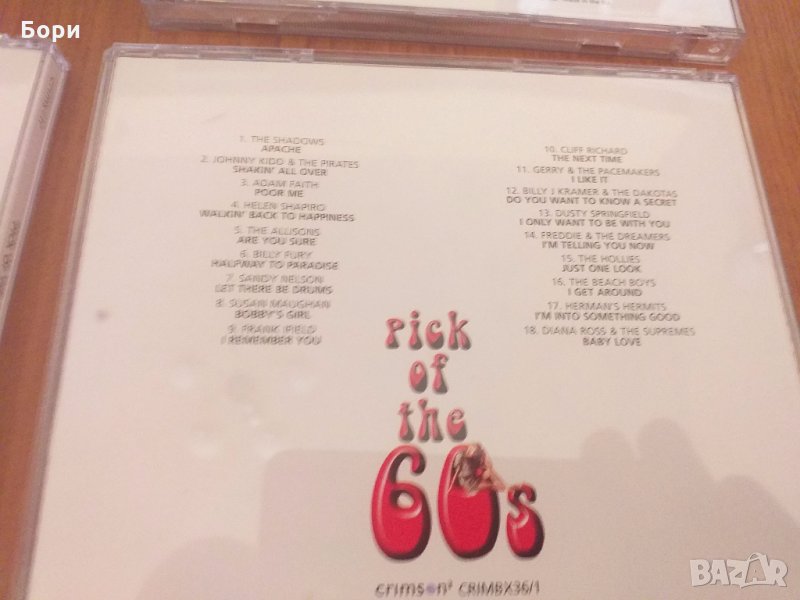 Бори
1. THE SHADOWS
APACHE
2. JOHNNY KIDD & THE PIRATES
SHAKIN' ALL OVER
3. ADAM FAITH
POOR ME
4. HELEN SHAPIRO
WALKIN' BACK TO HAPPINESS
5. THE ALLISONS
ARE YOU SURE
6. BILLY FURY
HALFWAY TO PARADISE
7. SANDY NELSON
LET THERE BE DRUMS
8. SUSAN MAUGHAN
BOBBY'S GIRL
9. FRANK IFIELD
I REMEMBER YOU
10. CLIFF RICHARD
THE NEXT TIME
11. GERRY & THE PACEMAKERS
I LIKE IT
12. BILLY J KRAMER & THE DAKOTAS
DO YOU WANT TO KNOW A SECRET
13. DUSTY SPRINGFIELD
I ONLY WANT TO BE WITH YOU
14. FREDDIE & THE DREAMERS
I'M TELLING YOU NOW
15. THE HOLLIES
JUST ONE LOOK
16. THE BEACH BOYS
I GET AROUND
17. HERMAN'S HERMITS
I'M INTO SOMETHING GOOD
18. DIANA ROSS & THE SUPREMES
BABY LOVE
Pick
of
the
60s
crimson CRIMBX36/1
BAZAR